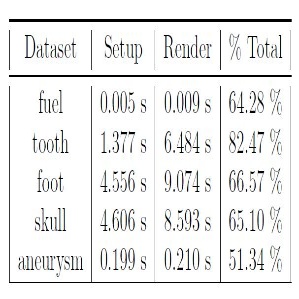 Dataset Setup Render % Total
fuel 0.005 s 0.009 s 64.28 %
tooth 1.377 s 6.484 s 82.47 %
foot 4.556 s 9.074 s 66.57 %
skull 4.606 s 8.593 s 65.10 %
aneurysm 0.199 s 0.210 s 51.34 %